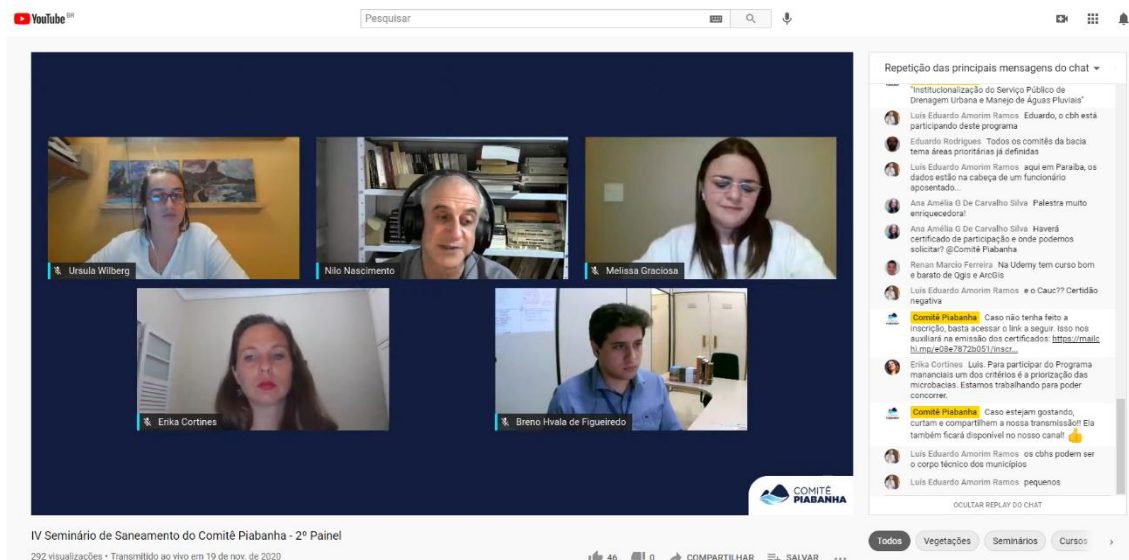 YouTube BR
Pesquisar
Ursula Wilberg
Nilo Nascimento
Melissa Graciosa
Erika Cortines
Breno Hvala de Figueiredo
COMITÊ
PIABANHA
IV Seminário de Saneamento do Comitê Piabanha - 2º Painel
292 visualizações • Transmitido ao vivo em 19 de nov. de 2020
46
0
COMPARTILHAR
SALVAR
Repetição das principais mensagens do chat
"Institucionalização do Serviço Público de
Drenagem Urbana e Manejo de Águas Pluviais"
Luis Eduardo Amorim Ramos Eduardo, o cbh está
participando deste programa
Eduardo Rodrigues Todos os comitês da bacia
tema áreas prioritárias já definidas
Luis Eduardo Amorim Ramos aqui em Paraíba, os
dados estão na cabeça de um funcionário
aposentado...
Ana Amélia G De Carvalho Silva Palestra muito
enriquecedora!
Ana Amélia G De Carvalho Silva Haverá
certificado de participação e onde podemos
solicitar? @Comitê Piabanha
Renan Marcio Ferreira Na Udemy tem curso bom
e barato de Qgis e ArcGis
Luis Eduardo Amorim Ramos e o Cauc?? Certidão
negativa
Comitê Piabanha Caso não tenha feito a
inscrição, basta acessar o link a seguir. Isso nos
auxiliará na emissão dos certificados: https://mailc
hi.mp/e08e7872b051/inscr...
Erika Cortines Luis. Para participar do Programa
mananciais um dos critérios é a priorização das
microbacias. Estamos trabalhando para poder
concorrer.
Comitê Piabanha Caso estejam gostando,
curtam e compartilhem a nossa transmissão!! Ela
também ficará disponível no nosso canal!
Luis Eduardo Amorim Ramos os cbhs podem ser
o corpo técnico dos municípios
Luis Eduardo Amorim Ramos pequenos
OCULTAR REPLAY DO CHAT
Todos
Vegetações
Seminários
Cursos